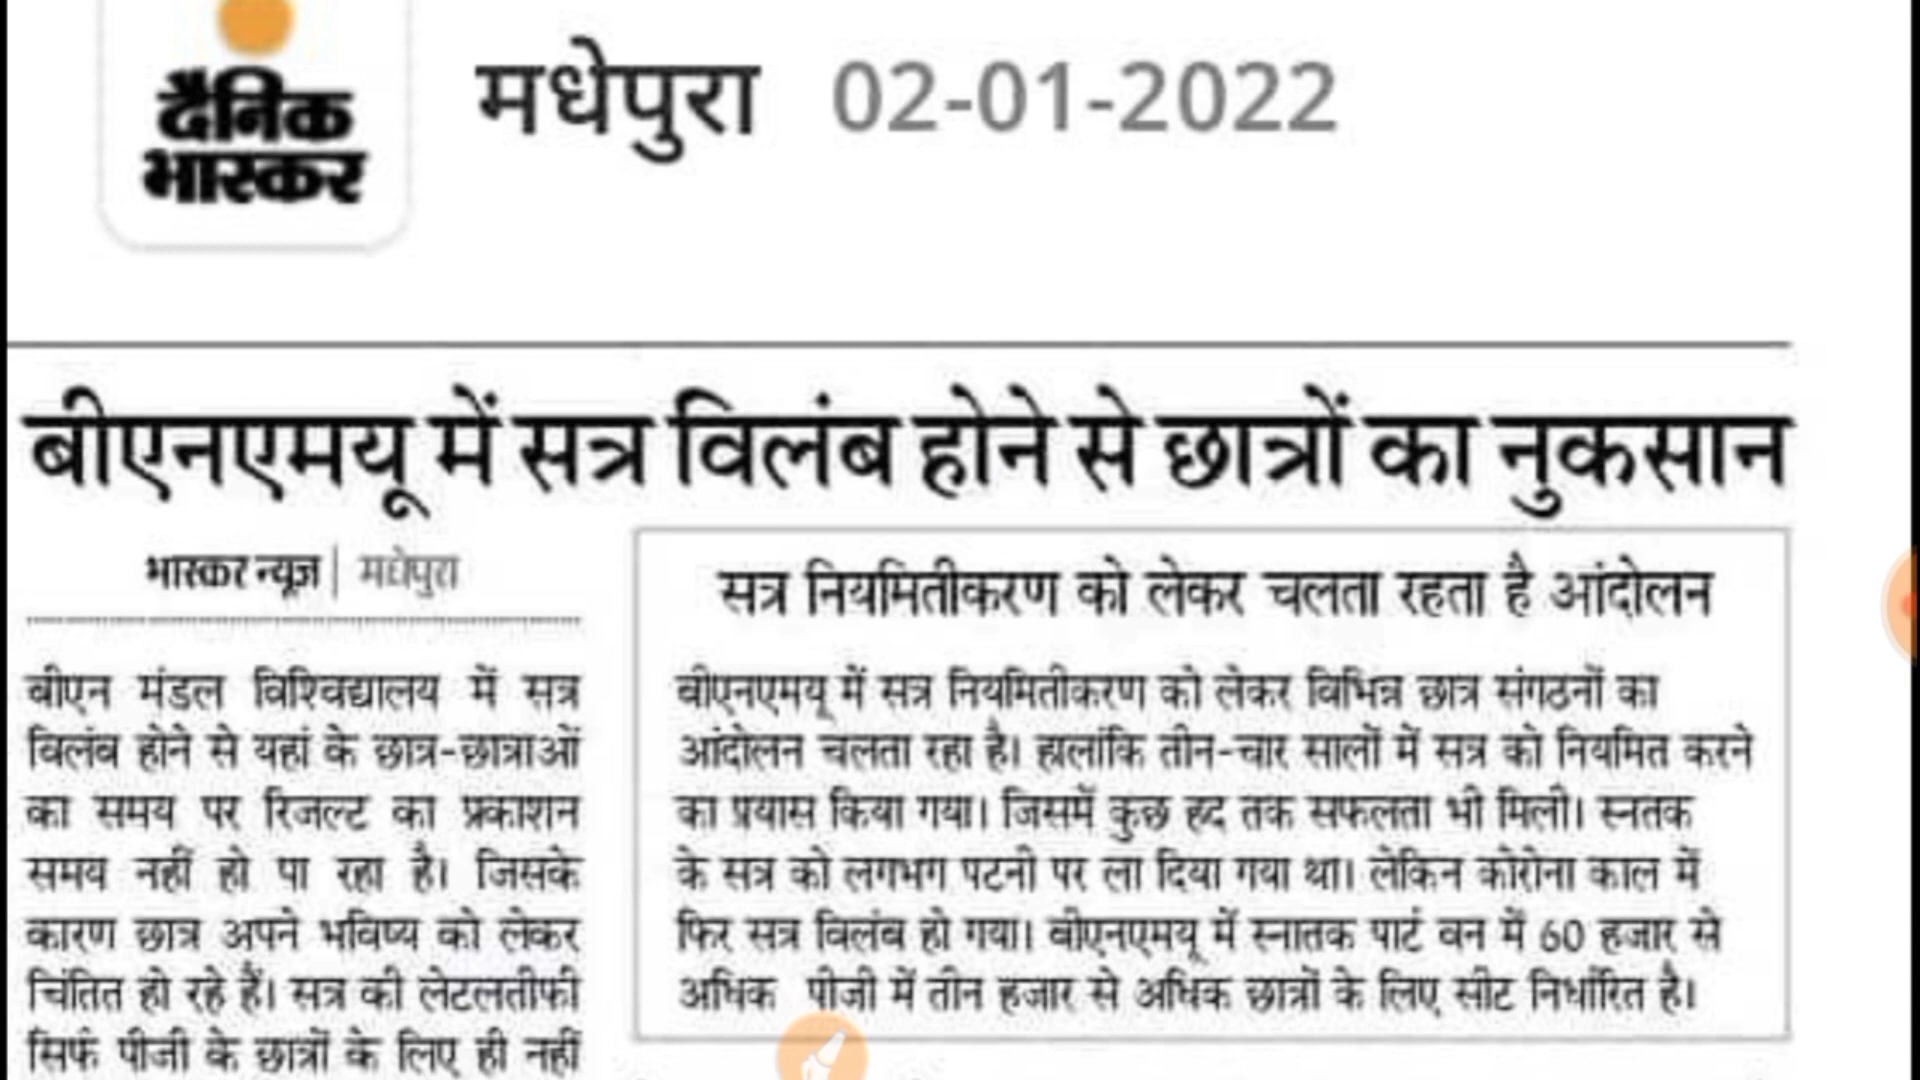 दैनिक
भास्कर
मधेपुरा 02-01-2022
बीएनएमयू में सत्र विलंब होने से छात्रों का नुकसान
भास्कर न्यूज | मधेपुरा
बीएन मंडल विश्विद्यालय में सत्र
विलंब होने से यहां के छात्र-छात्राओं
का समय पर रिजल्ट का प्रकाशन
समय नहीं हो पा रहा है। जिसके
कारण छात्र अपने भविष्य को लेकर
चिंतित हो रहे हैं। सत्र की लेटलतीफी
सिर्फ पीजी के छात्रों के लिए ही नहीं
सत्र नियमितीकरण को लेकर चलता रहता है आंदोलन
बीएनएमयू में सत्र नियमितीकरण को लेकर विभिन्न छात्र संगठनों का
आंदोलन चलता रहा है। हालांकि तीन-चार सालों में सत्र को नियमित करने
का प्रयास किया गया। जिसमें कुछ हद तक सफलता भी मिली। स्नतक
के सत्र को लगभग पटनी पर ला दिया गया था। लेकिन कोरोना काल में
फिर सत्र विलंब हो गया। बीएनएमयू में स्नातक पार्ट वन में 60 हजार से
अधिक पीजी में तीन हजार से अधिक छात्रों के लिए सीट निर्धारित है।